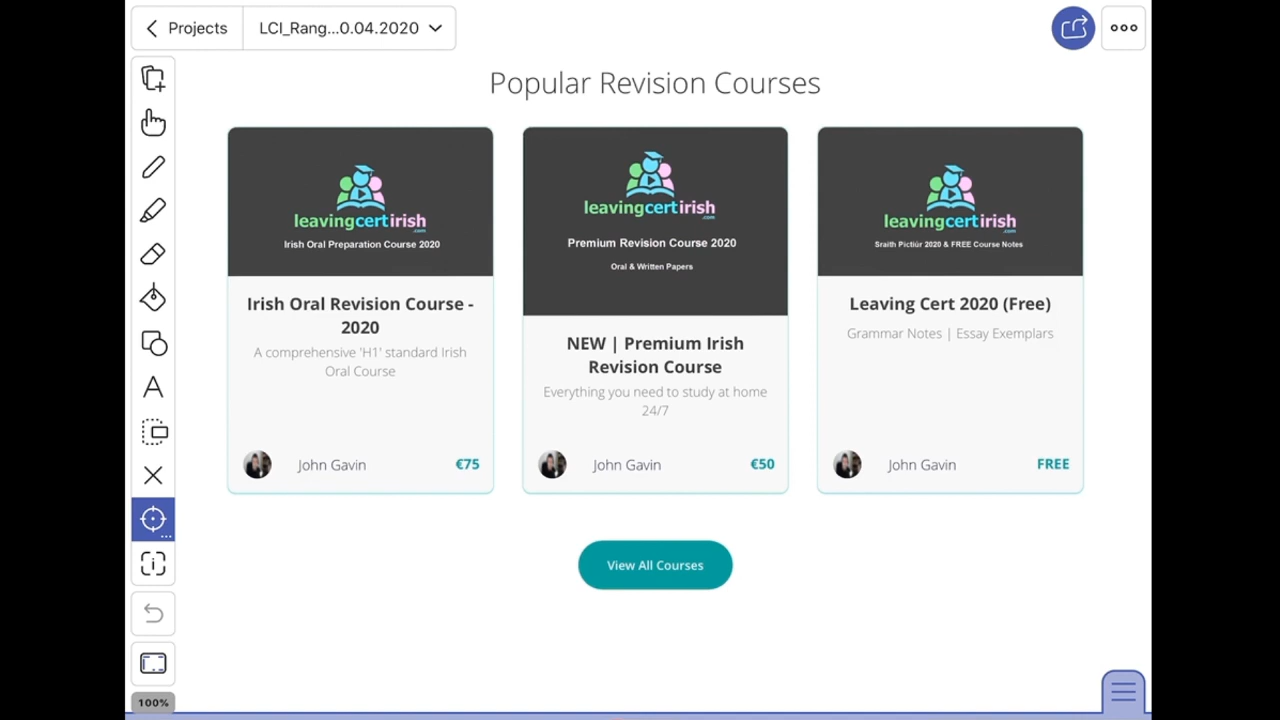 Projects
LCI_Rang...0.04.2020
Popular Revision Courses
leavingcertirish
.com
Irish Oral Preparation Course 2020
Irish Oral Revision Course -
2020
A comprehensive 'H1' standard Irish
Oral Course
John Gavin
€75
leavingcertirish
.com
Premium Revision Course 2020
Oral & Written Papers
NEW | Premium Irish
Revision Course
Everything you need to study at home
24/7
John Gavin
€50
leavingcertirish
.com
Sraith Pictiúr 2020 & FREE Course Notes
Leaving Cert 2020 (Free)
Grammar Notes | Essay Exemplars
John Gavin
FREE
View All Courses
100%